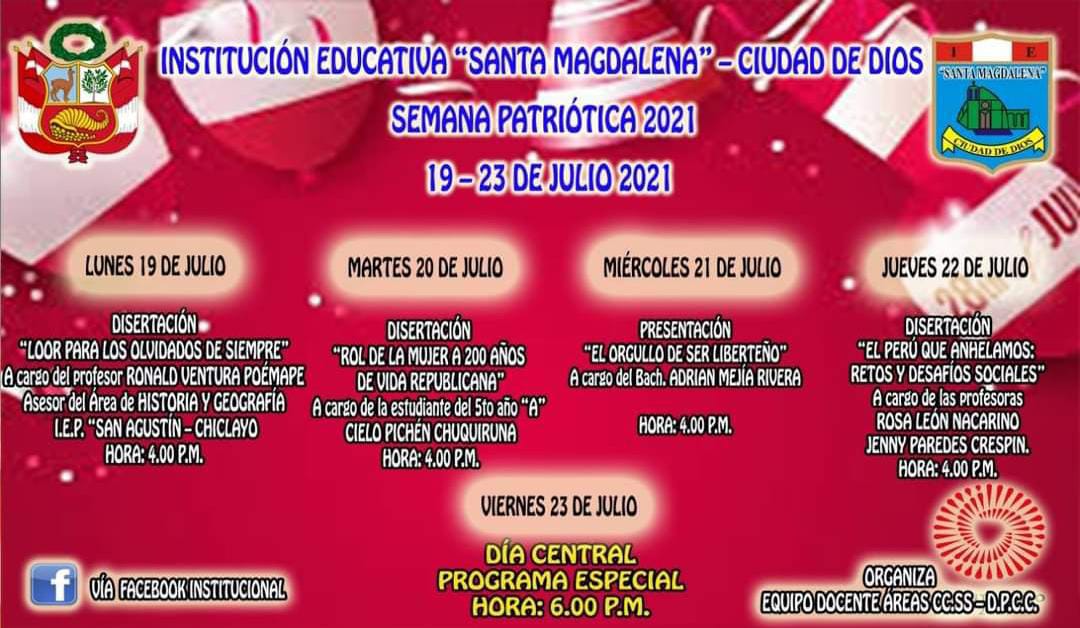 INSTITUCIÓN EDUCATIVA “SANTA MAGDALENA” – CIUDAD DE DIOS
SEMANA PATRIÓTICA 2021
19 – 23 DE JULIO 2021
I E
"SANTA MAGDALENA"
CIUDAD DE DIOS
LUNES 19 DE JULIO
DISERTACIÓN
“LOOR PARA LOS OLVIDADOS DE SIEMPRE”
A cargo del profesor RONALD VENTURA POÉMAPE
Asesor del Área de HISTORIA Y GEOGRAFÍA
I.E.P. “SAN AGUSTÍN – CHICLAYO
HORA: 4.00 P.M.
MARTES 20 DE JULIO
DISERTACIÓN
“ROL DE LA MUJER A 200 AÑOS
DE VIDA REPUBLICANA”
A cargo de la estudiante del 5to año “A”
CIELO PICHÉN CHUQUIRUNA
HORA: 4.00 P.M.
MIÉRCOLES 21 DE JULIO
PRESENTACIÓN
“EL ORGULLO DE SER LIBERTEÑO”
A cargo del Bach. ADRIAN MEJÍA RIVERA
HORA: 4.00 P.M.
JUEVES 22 DE JULIO
DISERTACIÓN
“EL PERÚ QUE ANHELAMOS:
RETOS Y DESAFÍOS SOCIALES”
A cargo de las profesoras
ROSA LEÓN NACARINO
JENNY PAREDES CRESPIN.
HORA: 4.00 P.M.
VIERNES 23 DE JULIO
DÍA CENTRAL
PROGRAMA ESPECIAL
HORA: 6.00 P.M.
f
VÍA FACEBOOK INSTITUCIONAL
ORGANIZA
EQUIPO DOCENTE ÁREAS CC.SS – D.P.C.C.